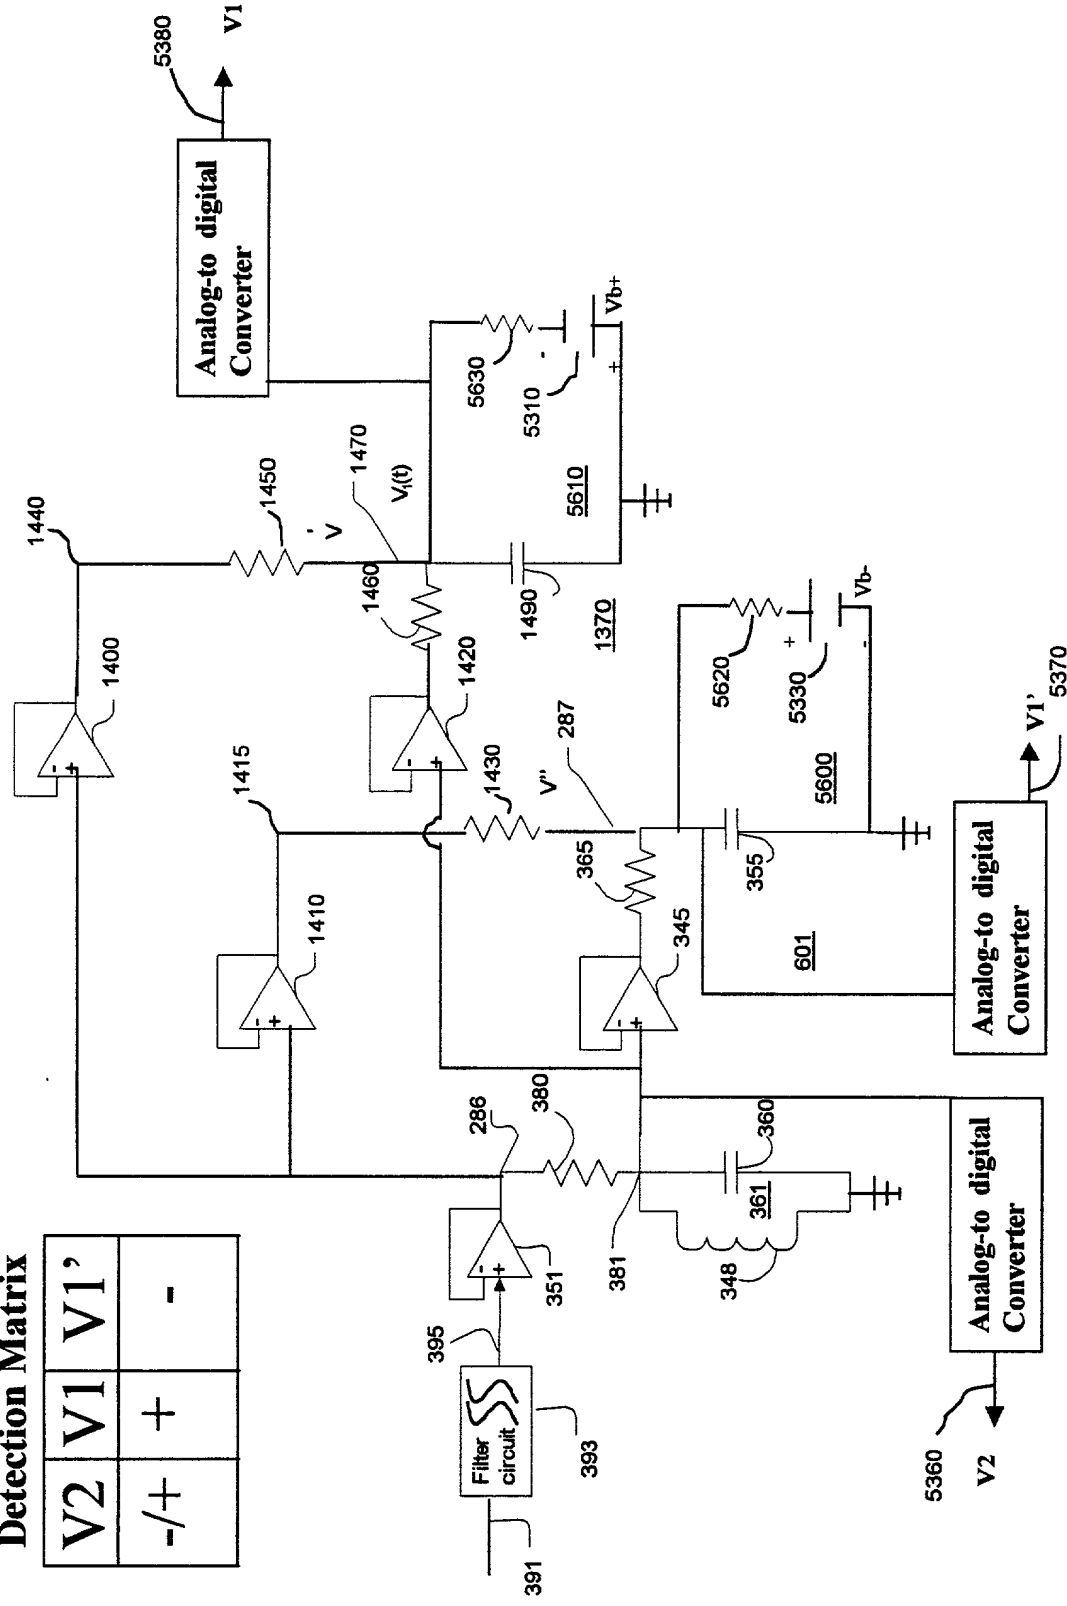 Detection Matrix
V2 V1 V1’
-/+ + -
5380
V1
Analog-to digital
Converter
1440
1450
V'
1470
V₁(t)
1460
1400
1415
1420
1430
V"
287
1490
1370
5610
5630
5310
-
+
Vb+
- +
- +
1410
- +
365
345
- +
355
601
5600
5620
5330
+
-
Vb-
V1’
5370
Analog-to digital
Converter
286
380
- +
351
381
348
361
360
395
Filter
circuit
393
391
Analog-to digital
Converter
5360
V2